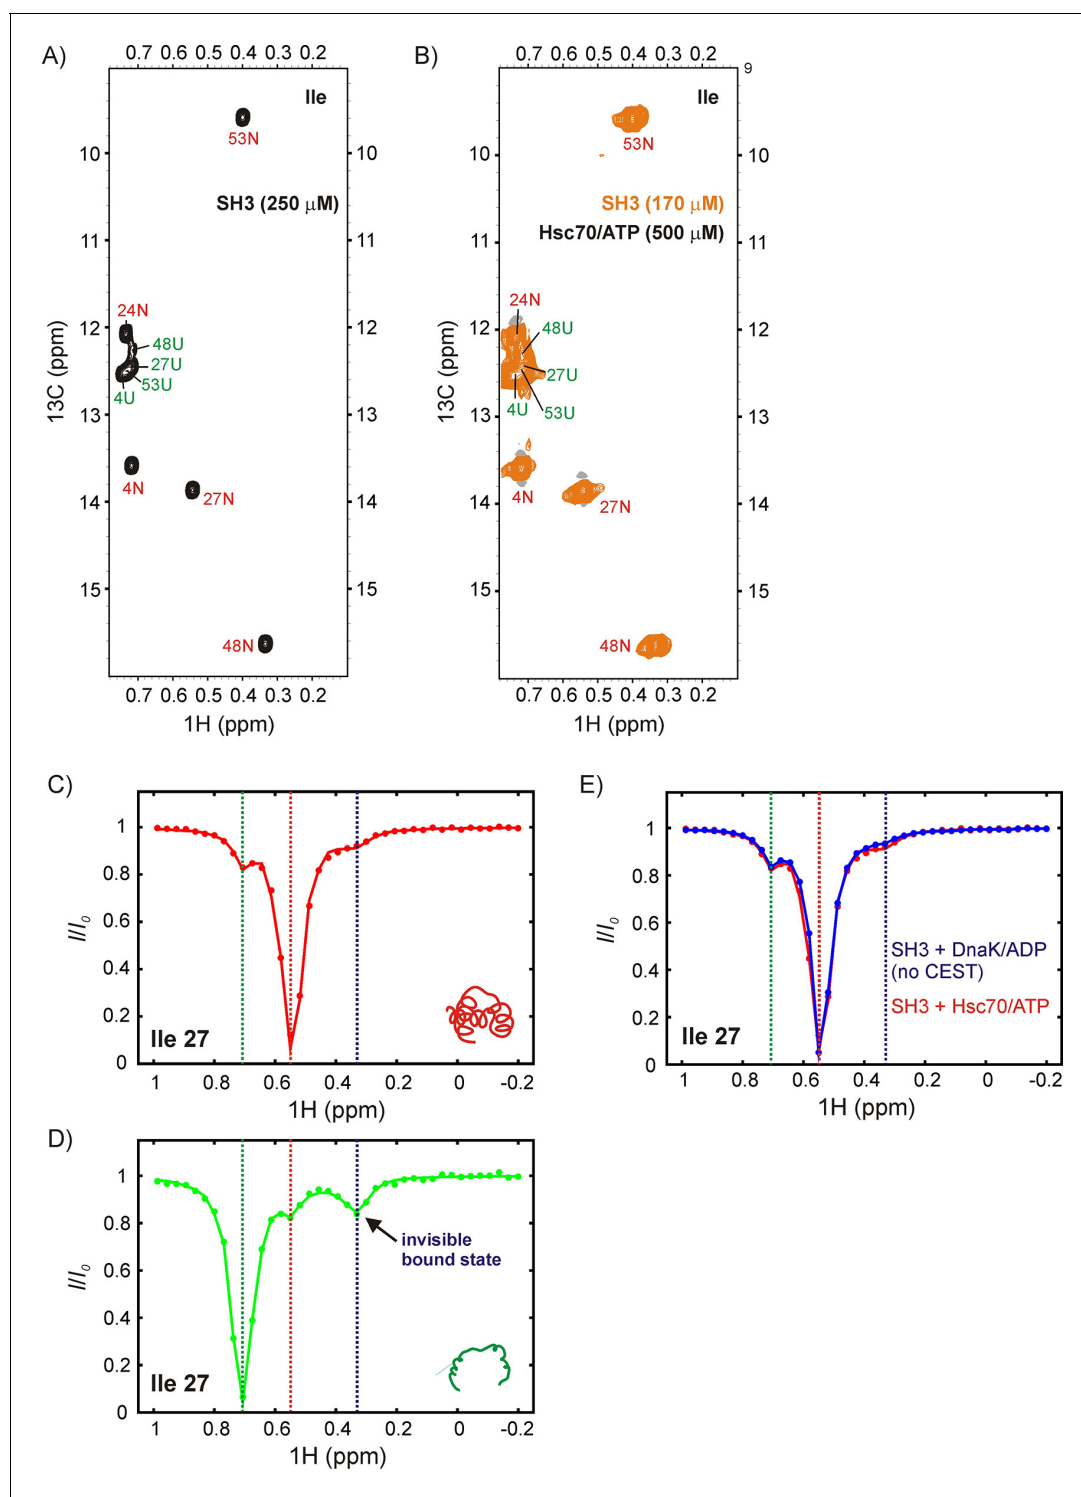 A)
0.7 0.6 0.5 0.4 0.3 0.2
Ile
53N
10 10
SH3 (250 μM)
11 11
24N
12 12
48U
27U
53U
4U
13 13
13C (ppm)
4N
27N
14 14
15 15
48N
0.7 0.6 0.5 0.4 0.3 0.2
1H (ppm)
B)
0.7 0.6 0.5 0.4 0.3 0.2
9
Ile
53N
10 10
SH3 (170 μM)
Hsc70/ATP (500 μM)
11 11
24N
12 12
48U
27U
53U
4U
13 13
13C (ppm)
4N
27N
14 14
15 15
48N
0.7 0.6 0.5 0.4 0.3 0.2
1H (ppm)
C)
1
0.8
0.6
0.4
0.2
0
I/I0
Ile 27
1 0.8 0.6 0.4 0.2 0 -0.2
1H (ppm)
E)
1
0.8
0.6
0.4
0.2
0
I/I0
SH3 + DnaK/ADP
(no CEST)
SH3 + Hsc70/ATP
Ile 27
1 0.8 0.6 0.4 0.2 0 -0.2
1H (ppm)
D)
1
0.8
0.6
0.4
0.2
0
I/I0
invisible
bound state
Ile 27
1 0.8 0.6 0.4 0.2 0 -0.2
1H (ppm)